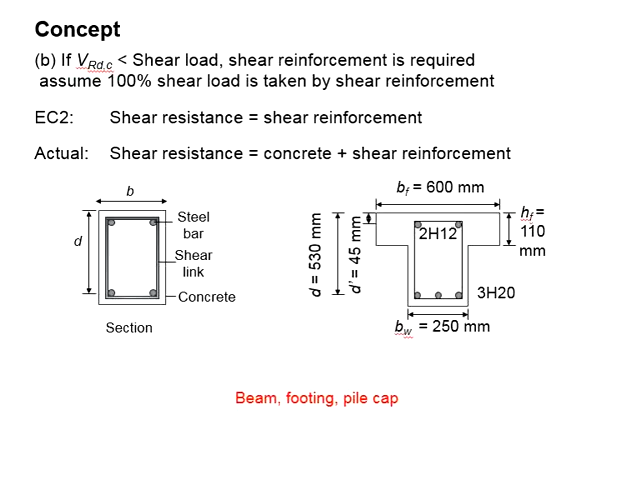 Concept
(b) If VRd,c < Shear load, shear reinforcement is required
assume 100% shear load is taken by shear reinforcement
EC2: Shear resistance = shear reinforcement
Actual: Shear resistance = concrete + shear reinforcement
b
d
Steel
bar
Shear
link
Concrete
Section
bf = 600 mm
d = 530 mm
d' = 45 mm
2H12
hf =
110
mm
3H20
bw = 250 mm
Beam, footing, pile cap